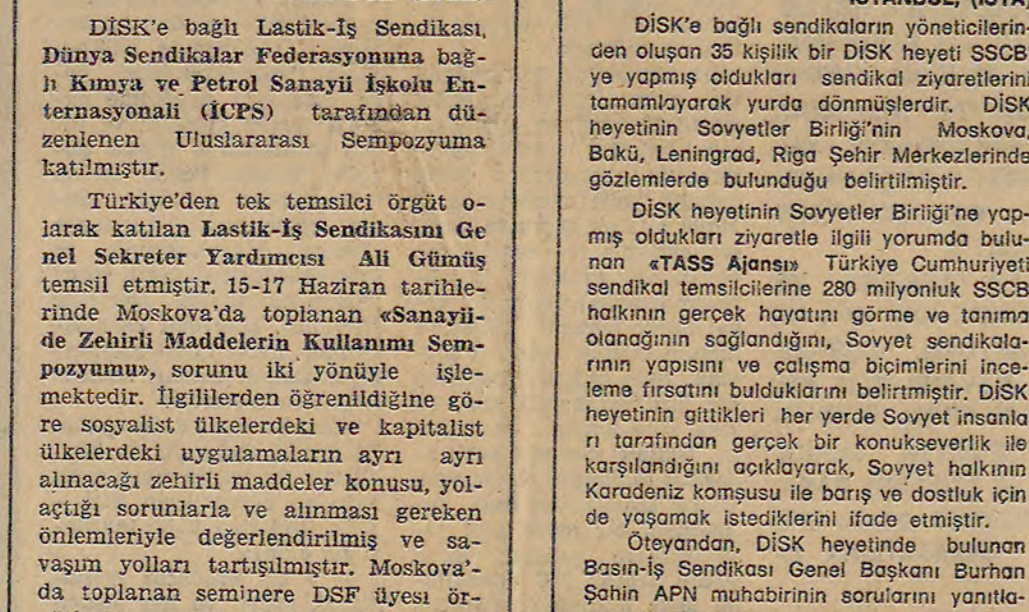 DİSK'e bağlı Lastik-İş Sendikası,
Dünya Sendikalar Federasyonuna bağ-
lı Kımya ve Petrol Sanayii İşkolu En-
ternasyonali (İCPS) tarafından dü-
zenlenen Uluslararası Sempozyuma
katılmıştır.
Türkiye'den tek temsilci örgüt o-
larak katılan Lastik-İş Sendikasını Ge
nel Sekreter Yardımcısı Ali Gümüş
temsil etmiştir. 15-17 Haziran tarihle-
rinde Moskova'da toplanan «Sanayii-
de Zehirli Maddelerin Kullanımı Sem-
pozyumu», sorunu iki yönüyle işle-
mektedir. İlgililerden öğrenildiğine gö-
re sosyalist ülkelerdeki ve kapitalist
ülkelerdeki uygulamaların ayrı ayrı
alınacağı zehirli maddeler konusu, yol-
açtığı sorunlarla ve alınması gereken
önlemleriyle değerlendirilmiş ve sa-
vaşım yolları tartışılmıştır. Moskova'-
da toplanan seminere DSF üyesi ör-
İSTANBUL, (İSTA)
DİSK'e bağlı sendikaların yöneticilerin-
den oluşan 35 kişilik bir DİSK heyeti SSCB
ye yapmış oldukları sendikal ziyaretlerini
tamamlayarak yurda dönmüşlerdir. DİSK
heyetinin Sovyetler Birliği'nin Moskova,
Bakü, Leningrad, Riga Şehir Merkezlerinde
gözlemlerde bulunduğu belirtilmiştir.
DİSK heyetinin Sovyetler Birliği'ne yap-
mış oldukları ziyaretle ilgili yorumda bulu-
nan «TASS Ajansı» Türkiye Cumhuriyeti
sendikal temsilcilerine 280 milyonluk SSCB
halkının gerçek hayatını görme ve tanıma
olanağının sağlandığını, Sovyet sendikala-
rının yapısını ve çalışma biçimlerini ince-
leme fırsatını bulduklarını belirtmiştir. DİSK
heyetinin gittikleri her yerde Sovyet insanla
rı tarafından gerçek bir konukseverlik ile
karşılandığını açıklayarak, Sovyet halkının
Karadeniz komşusu ile barış ve dostluk için
de yaşamak istediklerini ifade etmiştir.
Öteyandan, DİSK heyetinde bulunan
Basın-İş Sendikası Genel Başkanı Burhan
Şahin APN muhabirinin sorularını yanıtla-